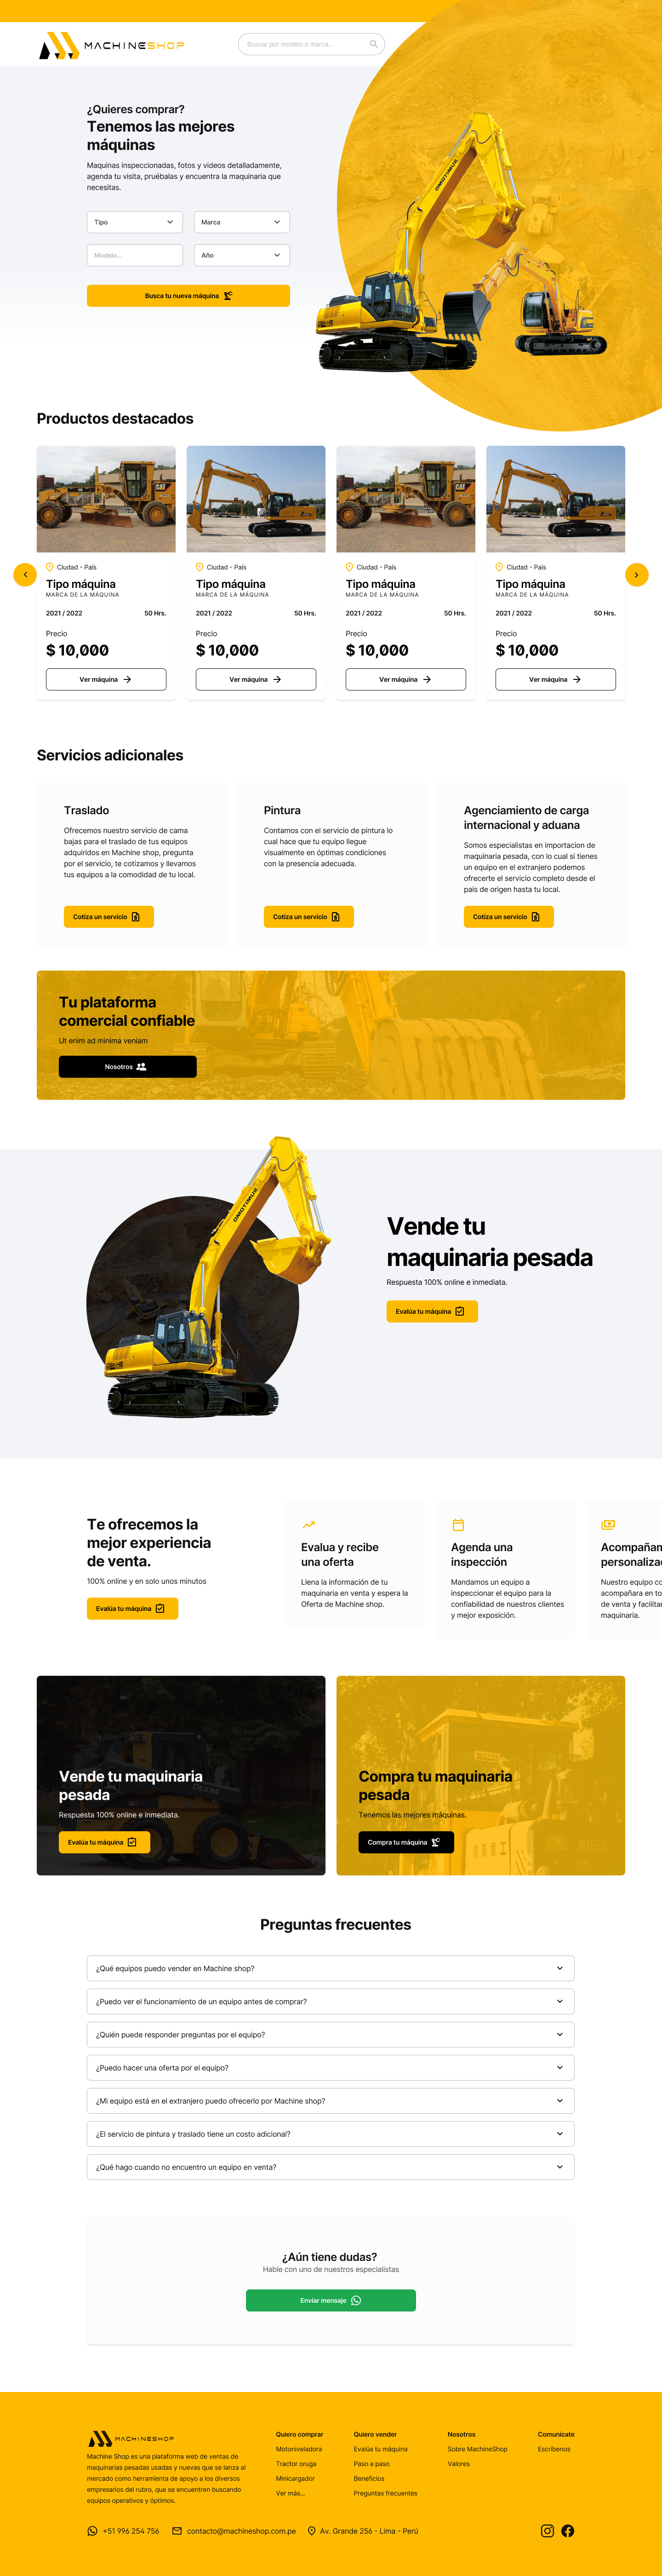 MACHINESHOP
Buscar por modelo o marca...
¿Quieres comprar?
Tenemos las mejores
máquinas
Maquinas inspeccionadas, fotos y videos detalladamente,
agenda tu visita, pruébalas y encuentra la maquinaria que
necesitas.
Tipo
Marca
Modelo...
Año
Busca tu nueva máquina
OMOTIMUS
Productos destacados
CAT
CAT
Ciudad - País
Ciudad - País
Ciudad - País
Ciudad - País
Tipo máquina
Tipo máquina
Tipo máquina
Tipo máquina
MARCA DE LA MÁQUINA
MARCA DE LA MÁQUINA
MARCA DE LA MÁQUINA
MARCA DE LA MÁQUINA
2021 / 2022 50 Hrs.
2021 / 2022 50 Hrs.
2021 / 2022 50 Hrs.
2021 / 2022 50 Hrs.
Precio
Precio
Precio
Precio
$ 10,000
$ 10,000
$ 10,000
$ 10,000
Ver máquina
Ver máquina
Ver máquina
Ver máquina
Servicios adicionales
Traslado
Ofrecemos nuestro servicio de cama
bajas para el traslado de tus equipos
adquiridos en Machine shop, pregunta
por el servicio, te cotizamos y llevamos
tus equipos a la comodidad de tu local.
Cotiza un servicio
Pintura
Contamos con el servicio de pintura lo
cual hace que tu equipo llegue
visualmente en óptimas condiciones
con la presencia adecuada.
Cotiza un servicio
Agenciamiento de carga
internacional y aduana
Somos especialistas en importacion de
maquinaria pesada, con lo cual si tienes
un equipo en el extranjero podemos
ofrecerte el servicio completo desde el
país de origen hasta tu local.
Cotiza un servicio
Tu plataforma
comercial confiable
Ut enim ad minima veniam
Nosotros
OMOTIMUS
Vende tu
maquinaria pesada
Respuesta 100% online e inmediata.
Evalúa tu máquina
Te ofrecemos la
mejor experiencia
de venta.
100% online y en solo unos minutos
Evalúa tu máquina
Evalua y recibe
una oferta
Llena la información de tu
maquinaria en venta y espera la
Oferta de Machine shop.
Agenda una
inspección
Mandamos un equipo a
inspeccionar el equipo para la
confiabilidad de nuestros clientes
y mejor exposición.
Acompañam
personaliza
Nuestro equipo co
acompañara en to
de venta y facilita
maquinaria.
DEERE
Vende tu maquinaria
pesada
Respuesta 100% online e inmediata.
Evalúa tu máquina
Compra tu maquinaria
pesada
Tenemos las mejores máquinas.
Compra tu máquina
Preguntas frecuentes
¿Qué equipos puedo vender en Machine shop?
¿Puedo ver el funcionamiento de un equipo antes de comprar?
¿Quién puede responder preguntas por el equipo?
¿Puedo hacer una oferta por el equipo?
¿Mi equipo está en el extranjero puedo ofrecerlo por Machine shop?
¿El servicio de pintura y traslado tiene un costo adicional?
¿Qué hago cuando no encuentro un equipo en venta?
¿Aún tiene dudas?
Hable con uno de nuestros especialistas
Enviar mensaje
MACHINESHOP
Machine Shop es una plataforma web de ventas de
maquinarias pesadas usadas y nuevas que se lanza al
mercado como herramienta de apoyo a los diversos
empresarios del rubro, que se encuentren buscando
equipos operativos y óptimos.
Quiero comprar
Motoniveladora
Tractor oruga
Minicargador
Ver más...
Quiero vender
Evalúa tu máquina
Paso a paso
Beneficios
Preguntas frecuentes
Nosotros
Sobre MachineShop
Valores
Comunícate
Escríbenos
+51 996 254 756
contacto@machineshop.com.pe
Av. Grande 256 - Lima - Perú